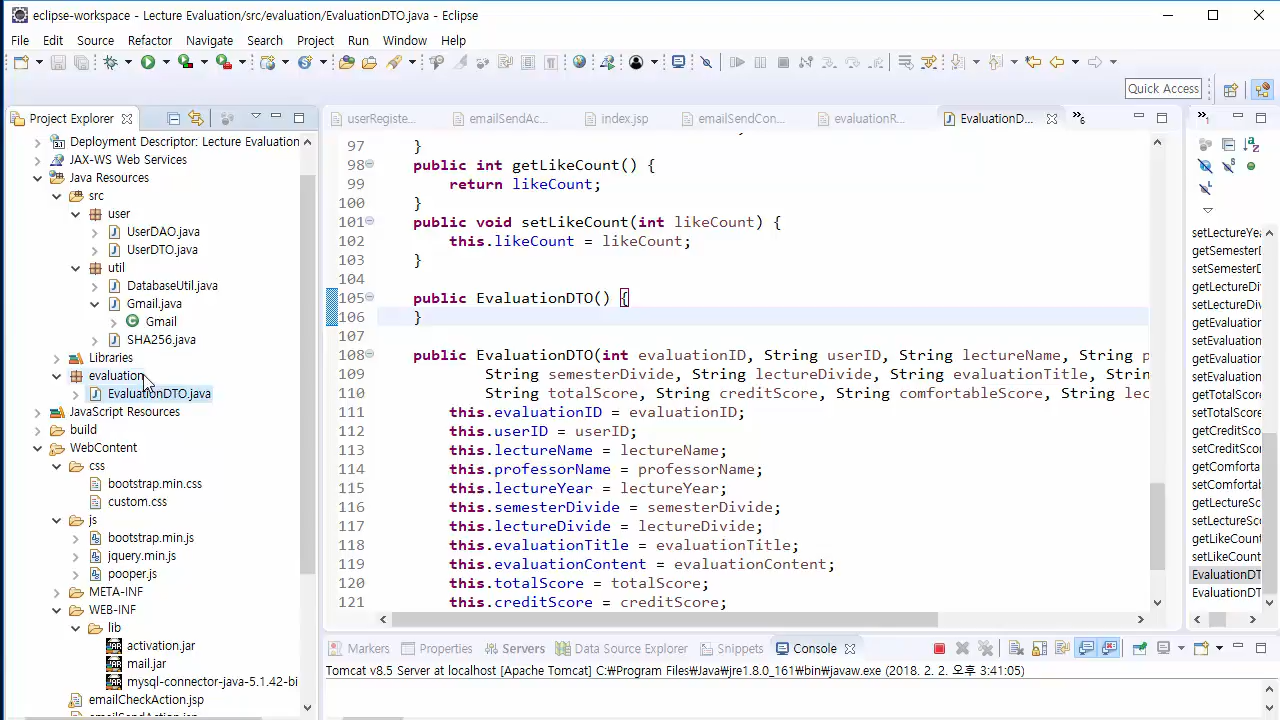 eclipse-workspace - Lecture Evaluation/src/evaluation/EvaluationDTO.java - Eclipse
File Edit Source Refactor Navigate Search Project Run Window Help
Quick Access
Project Explorer
Deployment Descriptor: Lecture Evaluation
JAX-WS Web Services
Java Resources
src
user
UserDAO.java
UserDTO.java
util
DatabaseUtil.java
Gmail.java
Gmail
SHA256.java
Libraries
evaluation
EvaluationDTO.java
JavaScript Resources
build
WebContent
css
bootstrap.min.css
custom.css
js
bootstrap.min.js
jquery.min.js
pooper.js
META-INF
WEB-INF
lib
activation.jar
mail.jar
mysql-connector-java-5.1.42-bi
emailCheckAction.jsp
emailSendAction.jsp
userRegiste... emailSendAc... index.jsp emailSendCon... evaluationR... EvaluationD... »6
97 }
98 public int getLikeCount() {
99 return likeCount;
100 }
101 public void setLikeCount(int likeCount) {
102 this.likeCount = likeCount;
103 }
104
105 public EvaluationDTO() {
106 }
107
108 public EvaluationDTO(int evaluationID, String userID, String lectureName, String p
109 String semesterDivide, String lectureDivide, String evaluationTitle, String
110 String totalScore, String creditScore, String comfortableScore, String lec
111 this.evaluationID = evaluationID;
112 this.userID = userID;
113 this.lectureName = lectureName;
114 this.professorName = professorName;
115 this.lectureYear = lectureYear;
116 this.semesterDivide = semesterDivide;
117 this.lectureDivide = lectureDivide;
118 this.evaluationTitle = evaluationTitle;
119 this.evaluationContent = evaluationContent;
120 this.totalScore = totalScore;
121 this.creditScore = creditScore;
»1
setLectureYea
getSemesterD
setSemesterD
getLectureDiv
setLectureDiv
getEvaluation
setEvaluation
getEvaluation
setEvaluation
getTotalScore
setTotalScore
getCreditSco
setCreditSco
getComforta
setComforta
getLectureSco
setLectureSco
getLikeCount
setLikeCount
EvaluationDT
EvaluationDT
Markers Properties Servers Data Source Explorer Snippets Console
Tomcat v8.5 Server at localhost [Apache Tomcat] C:\Program Files\Java\jre1.8.0_161\bin\javaw.exe (2018. 2. 2. 오후 3:41:05)